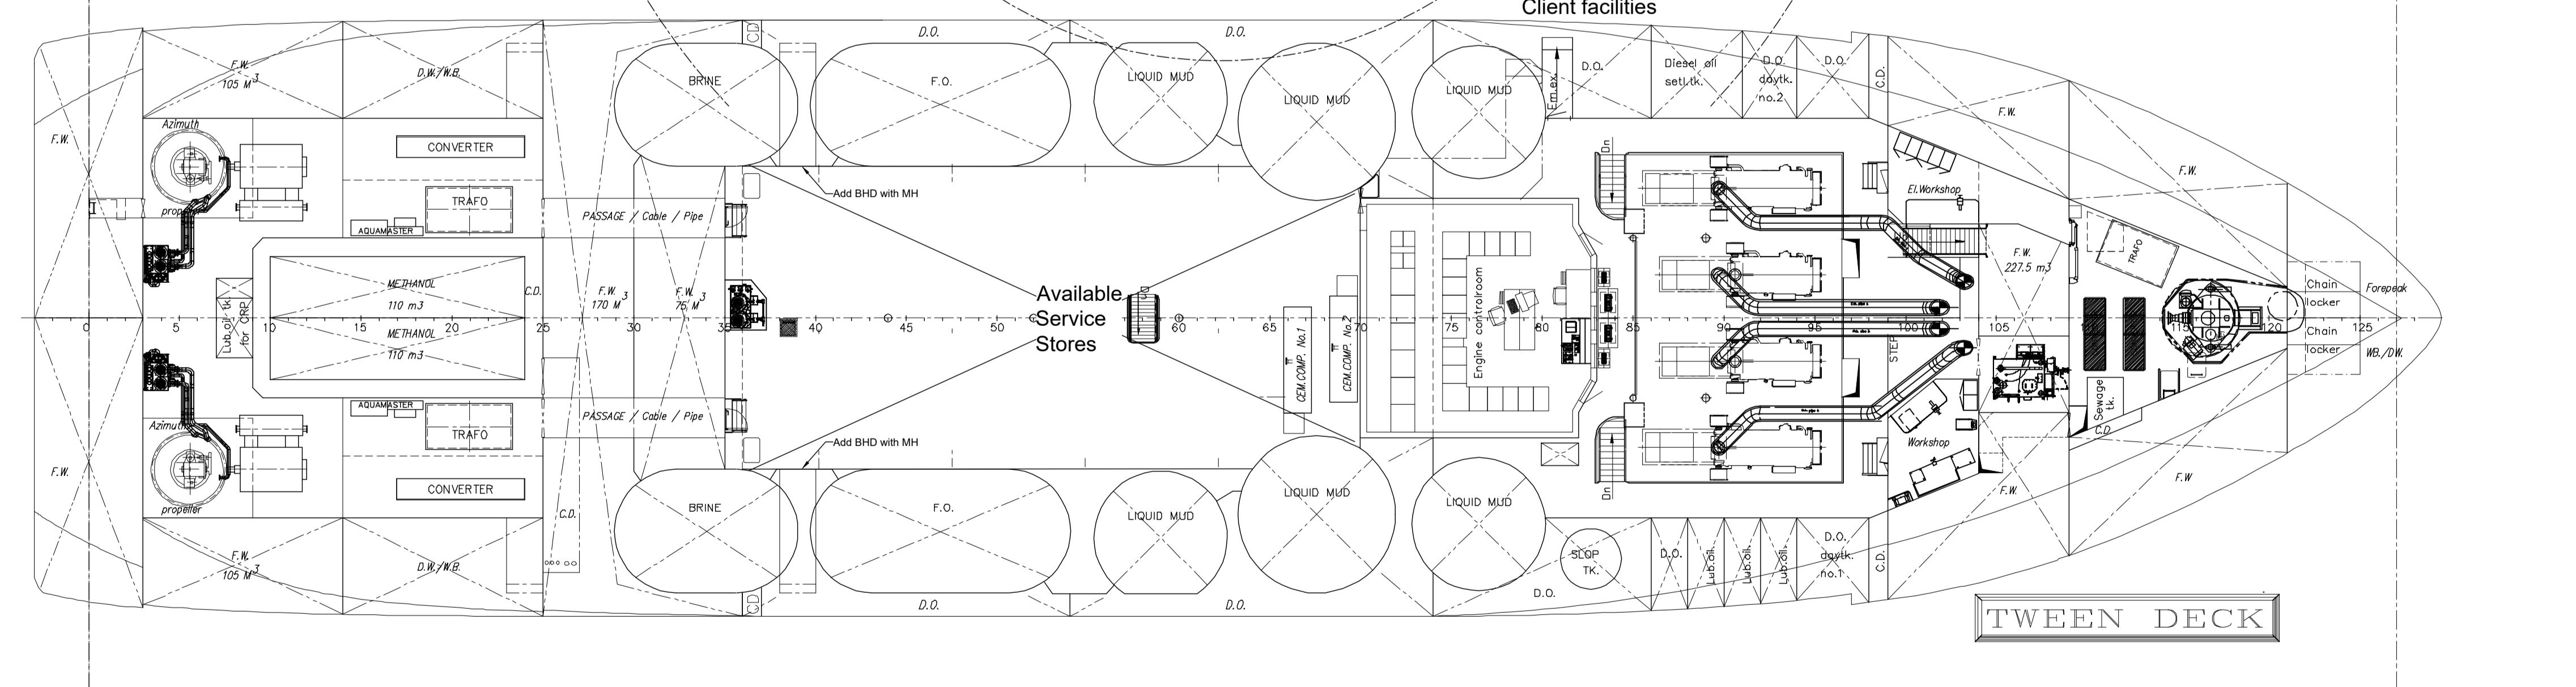 Client facilities
D.O.
D.O.
CD
F.W.
105 M3
D.W./W.B.
BRINE
F.O.
LIQUID MUD
LIQUID MUD
LIQUID MUD
Em.ex.
D.O.
Diesel oil
setl.tk.
D.O.
daytk.
no.2
D.O.
C.D.
F.W.
F.W.
F.W.
Azimuth
CONVERTER
Dn
TRAFO
AQUAMASTER
PASSAGE / Cable / Pipe
Add BHD with MH
El.Workshop
TRAFO
F.W.
227.5 m3
METHANOL
110 m3
C.D.
F.W.
170 M3
F.W.
75 M3
Available
Service
Stores
Engine controlroom
Chain
locker
Forepeak
0 5 10 15 20 25 30 35 40 45 50 60 65 70 75 80 85 90 95 100 105 115 120 125
Lub.oil tk.
for CRP
METHANOL
110 m3
CEM.COMP. No.1
CEM.COMP. No.2
STEP
Chain
locker
WB./DW.
Sewage
tk.
C.D.
AQUAMASTER
TRAFO
PASSAGE / Cable / Pipe
Add BHD with MH
Azimuth
propeller
CONVERTER
Dn
Workshop
F.W.
F.W.
F.W
BRINE
F.O.
LIQUID MUD
LIQUID MUD
LIQUID MUD
C.D.
F.W.
105 M3
D.W./W.B.
SLOP
TK.
D.O.
D.O.
Lub.oil.
Lub.oil.
Lub.oil.
D.O.
daytk.
no.1
C.D.
CD
D.O.
D.O.
TWEEN DECK